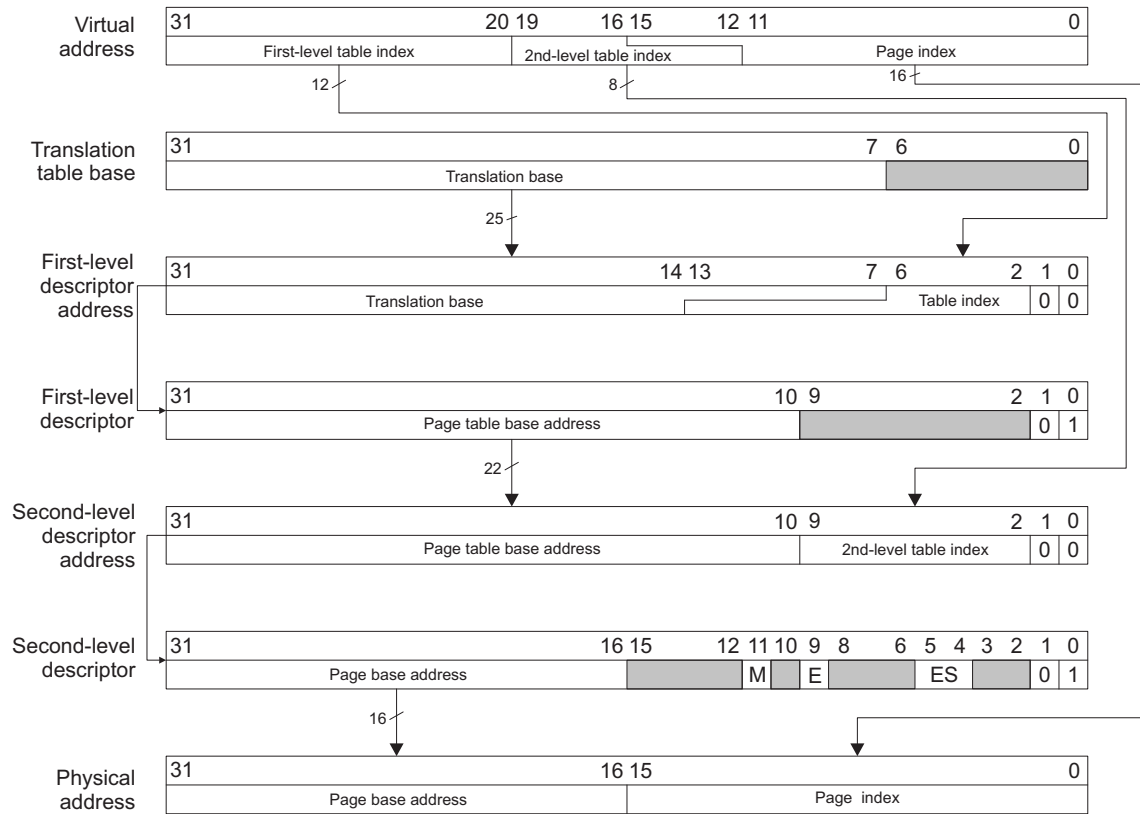 Virtual address
31 20 19 16 15 12 11 0
First-level table index 2nd-level table index Page index
12 8 16
Translation table base
31 7 6 0
Translation base
25
First-level descriptor address
31 14 13 7 6 2 1 0
Translation base Table index 0 0
First-level descriptor
31 10 9 2 1 0
Page table base address 0 1
22
Second-level descriptor address
31 10 9 2 1 0
Page table base address 2nd-level table index 0 0
Second-level descriptor
31 16 15 12 11 10 9 8 6 5 4 3 2 1 0
Page base address M E ES 0 1
16
Physical address
31 16 15 0
Page base address Page index